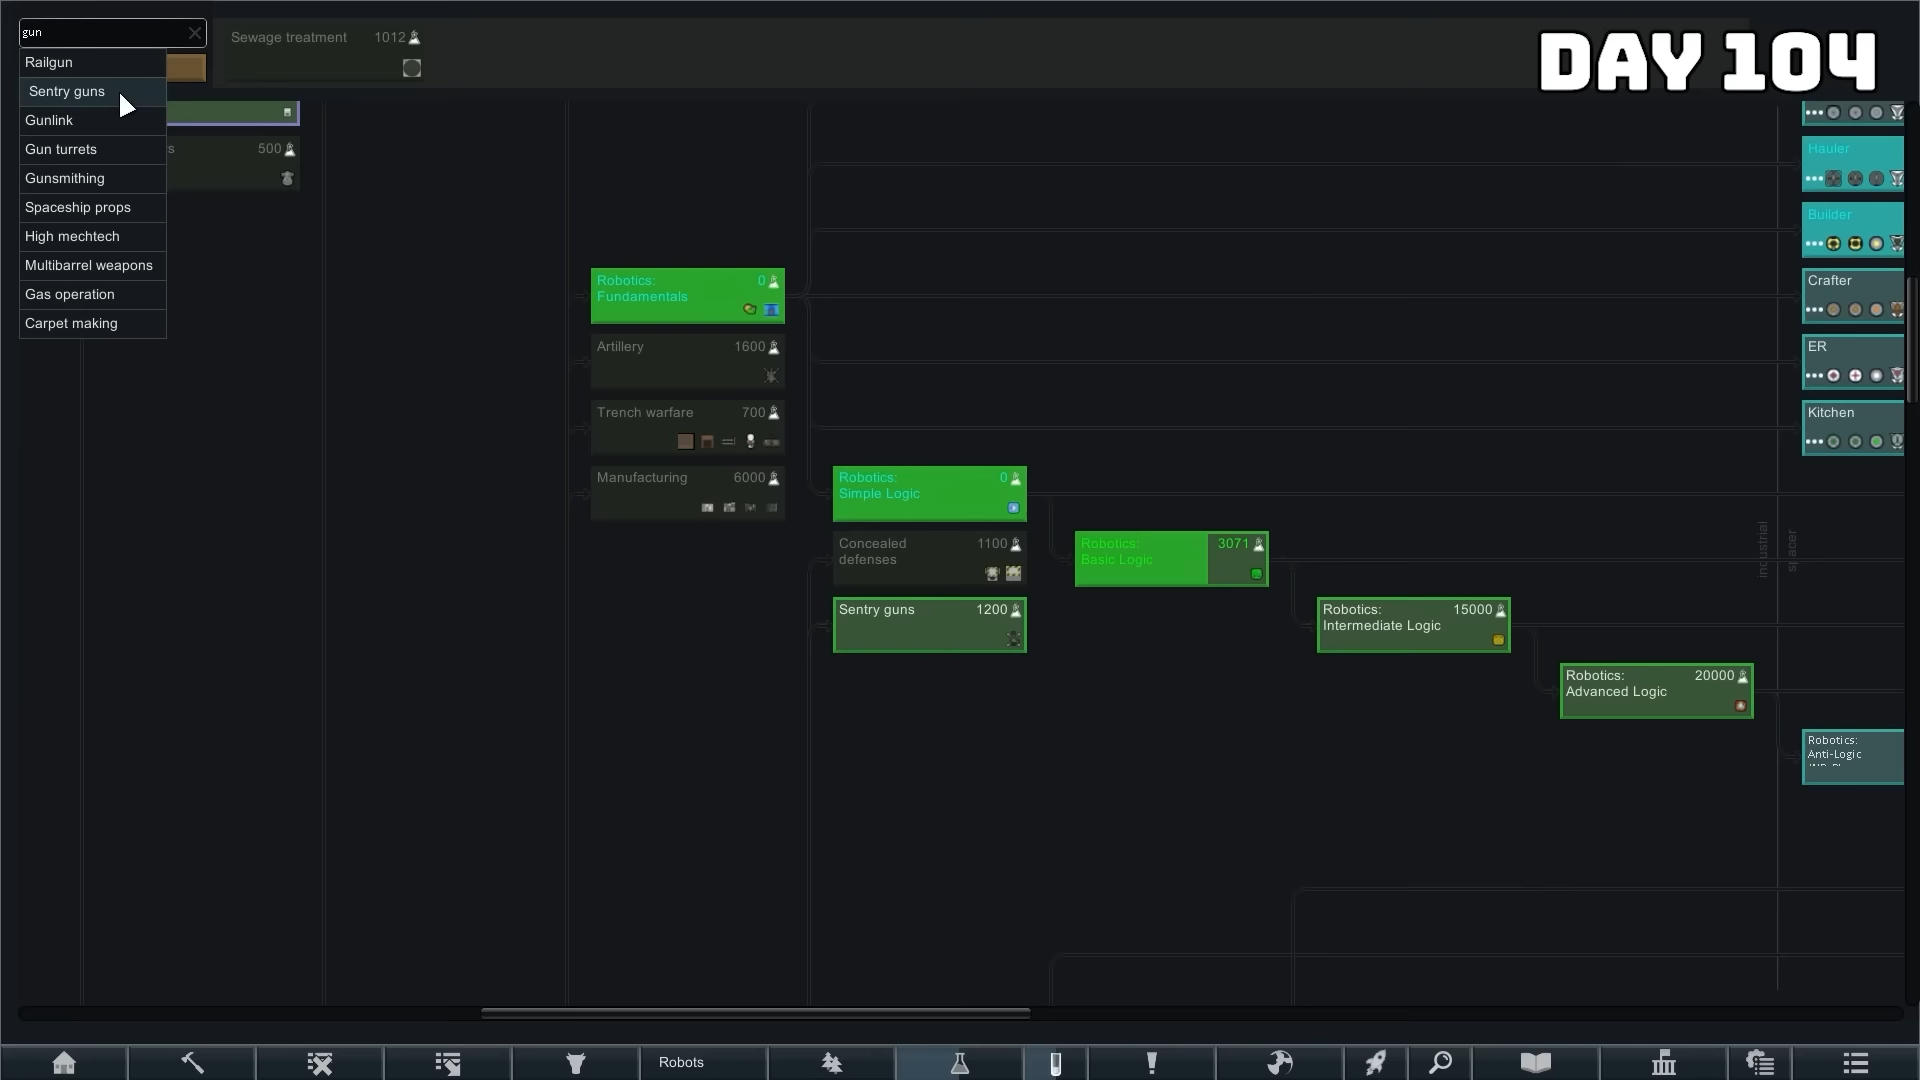 gun
Sewage treatment 1012
DAY 104
Railgun
Sentry guns
Gunlink
Gun turrets
Gunsmithing
Spaceship props
High mechtech
Multibarrel weapons
Gas operation
Carpet making
s 500
Hauler
Builder
Robotics: 0
Fundamentals
Crafter
Artillery 1600
ER
Trench warfare 700
Kitchen
Manufacturing 6000
Robotics: 0
Simple Logic
Concealed 1100
defenses
Robotics: 3071
Basic Logic
industrial
spacer
Sentry guns 1200
Robotics: 15000
Intermediate Logic
Robotics: 20000
Advanced Logic
Robotics:
Anti-Logic
Robots